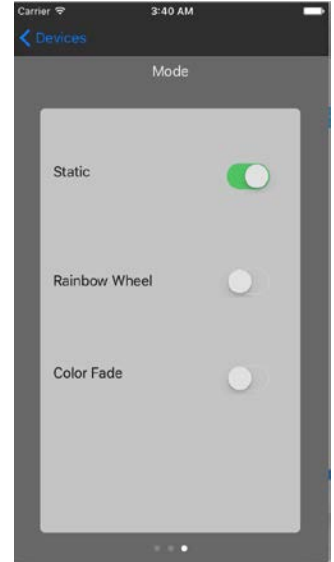 Carrier 3:40 AM
Devices
Mode
Static
Rainbow Wheel
Color Fade